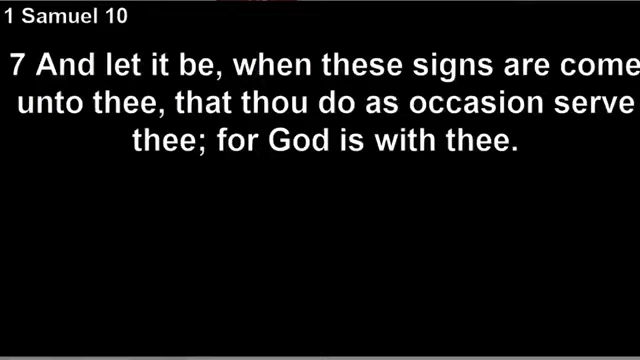 1 Samuel 10
7 And let it be, when these signs are come
unto thee, that thou do as occasion serve
thee; for God is with thee.